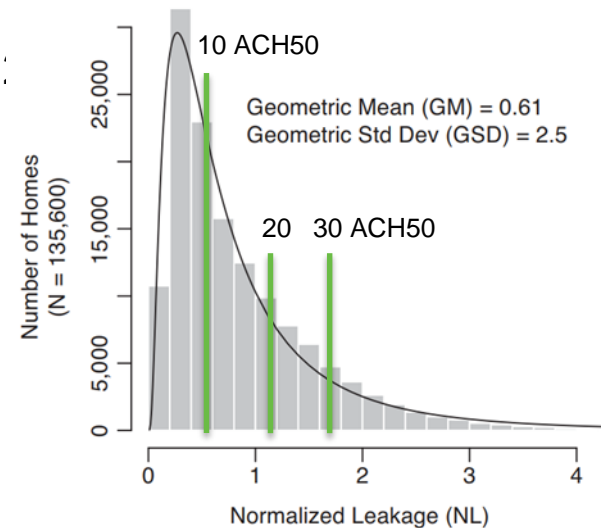 10 ACH50
Geometric Mean (GM) = 0.61
Geometric Std Dev (GSD) = 2.5
20 30 ACH50
Number of Homes
(N = 135,600)
25,000
15,000
5,000
0
0 1 2 3 4
Normalized Leakage (NL)